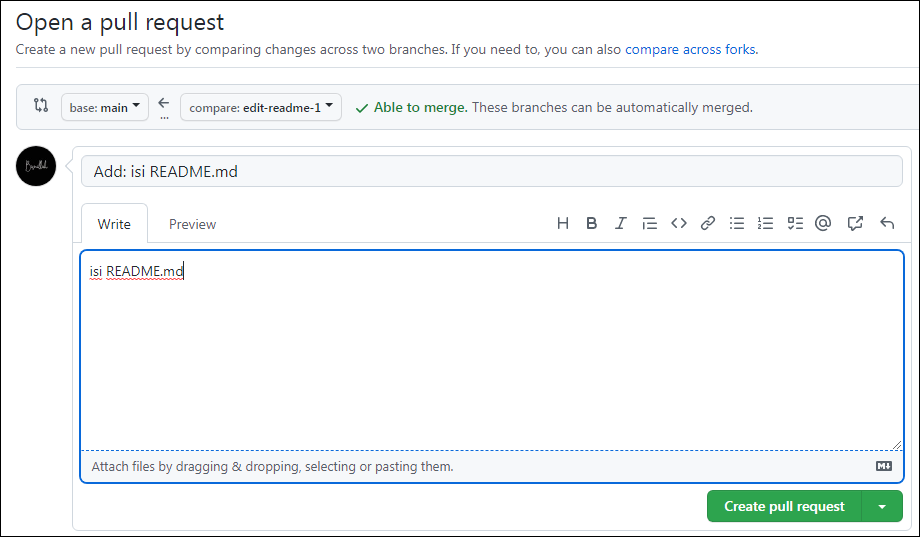 Open a pull request
Create a new pull request by comparing changes across two branches. If you need to, you can also compare across forks.
base: main ... compare: edit-readme-1 Able to merge. These branches can be automatically merged.
Add: isi README.md
Write Preview H B I
isi README.md
Attach files by dragging & dropping, selecting or pasting them.
Create pull request